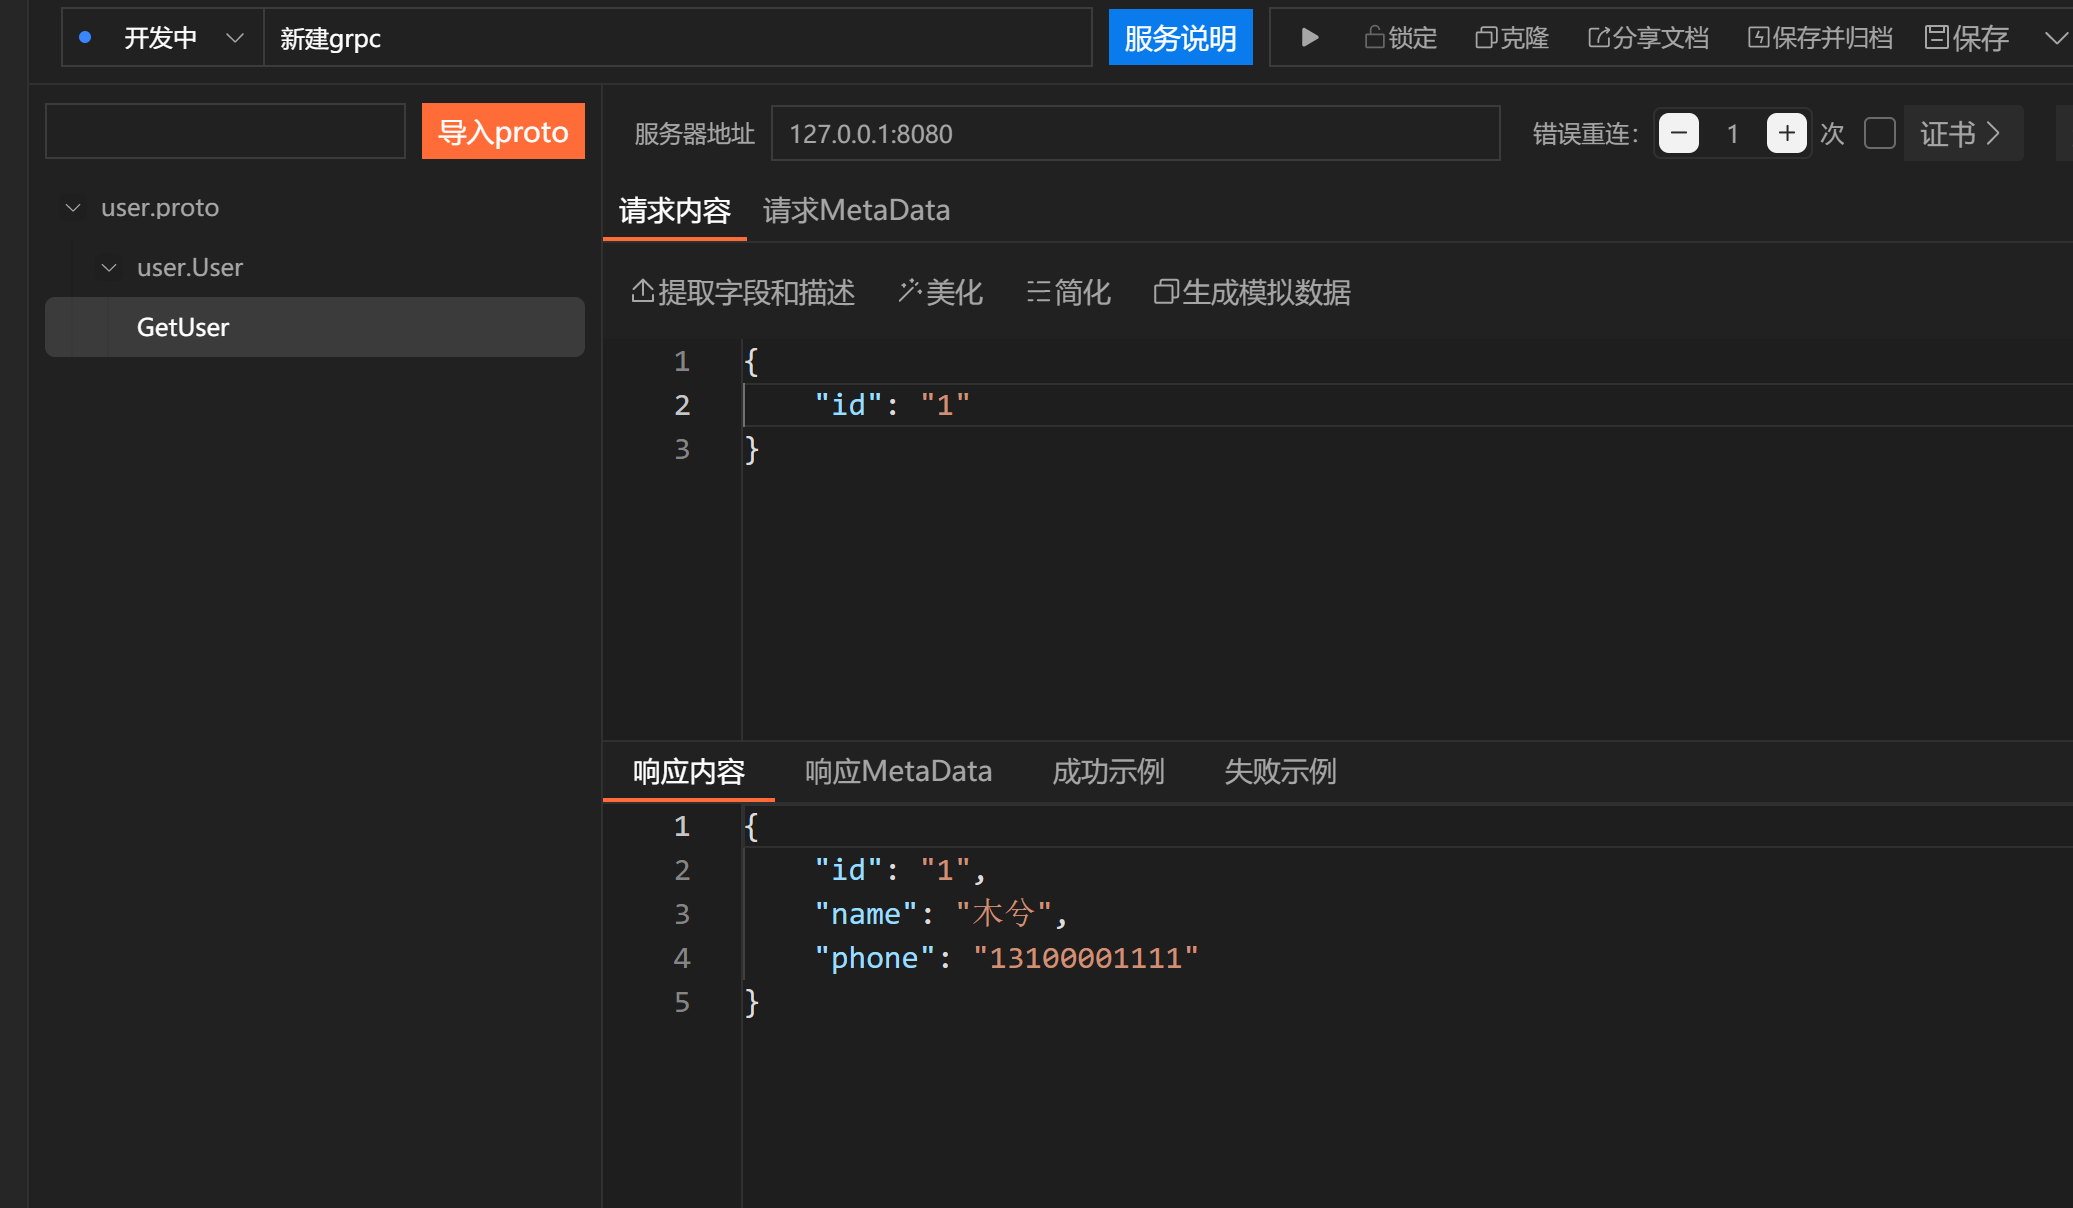 开发中 新建grpc 服务说明 锁定 克隆 分享文档 保存并归档 保存
导入proto
user.proto
user.User
GetUser
服务器地址 127.0.0.1:8080 错误重连： 1 次 证书
请求内容 请求MetaData
提取字段和描述 美化 简化 生成模拟数据
1 {
2 "id": "1"
3 }
响应内容 响应MetaData 成功示例 失败示例
1 {
2 "id": "1",
3 "name": "木兮",
4 "phone": "13100001111"
5 }